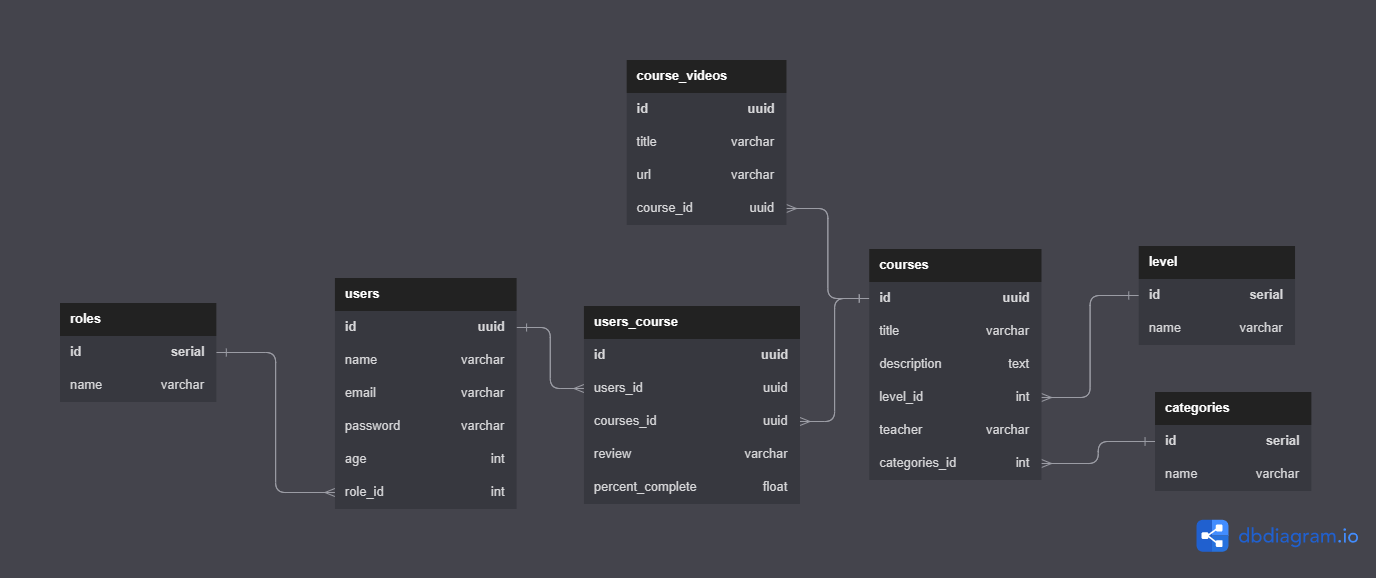 course_videos
id uuid
title varchar
url varchar
course_id uuid
roles
id serial
name varchar
users
id uuid
name varchar
email varchar
password varchar
age int
role_id int
users_course
id uuid
users_id uuid
courses_id uuid
review varchar
percent_complete float
courses
id uuid
title varchar
description text
level_id int
teacher varchar
categories_id int
level
id serial
name varchar
categories
id serial
name varchar
dbdiagram.io